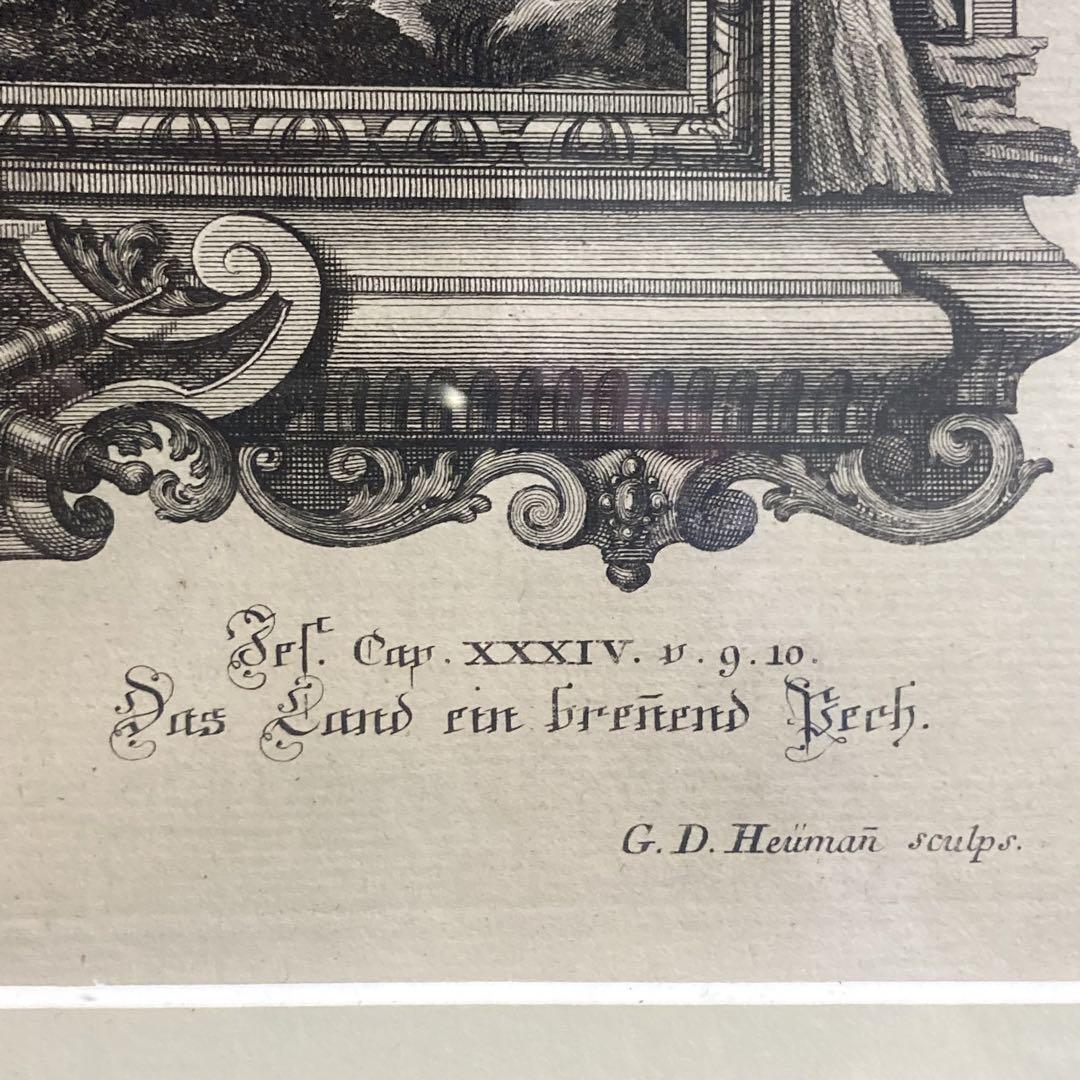 Jes. Cap. XXXIV. v. 9. 10.
Das Land ein breñend Pech.
G. D. Heümañ sculps.